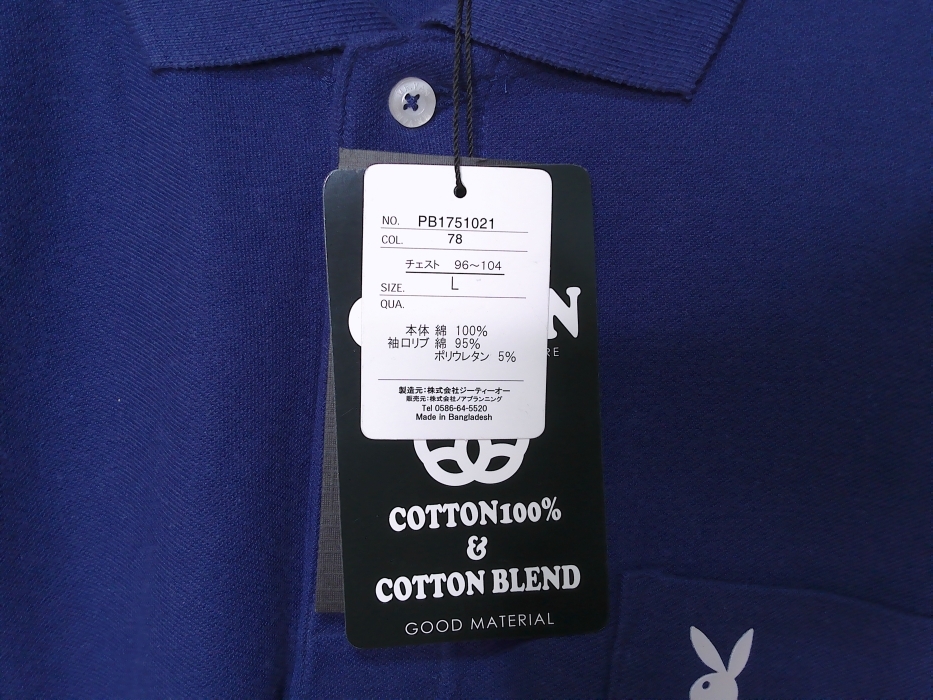 NO. PB1751021
COL. 78
チェスト 96～104
SIZE. L
QUA.
本体 綿 100%
袖口リブ 綿 95%
ポリウレタン 5%
製造元:株式会社ジーティーオー
販売元:株式会社ノアプランニング
Tel 0586-64-5520
Made in Bangladesh
COTTON100%
&
COTTON BLEND
GOOD MATERIAL